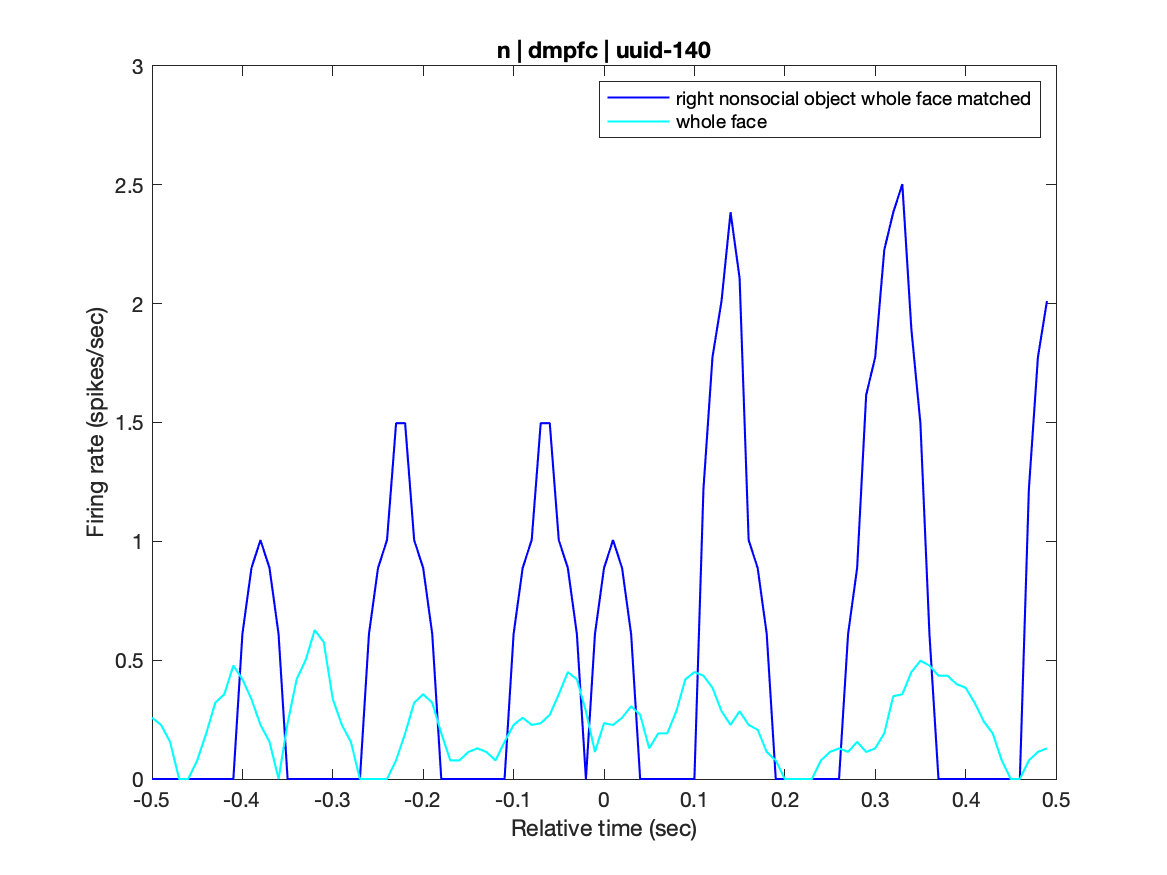 n | dmpfc | uuid-140
right nonsocial object whole face matched
whole face
3
2.5
2
1.5
1
0.5
0
Firing rate (spikes/sec)
-0.5 -0.4 -0.3 -0.2 -0.1 0 0.1 0.2 0.3 0.4 0.5
Relative time (sec)